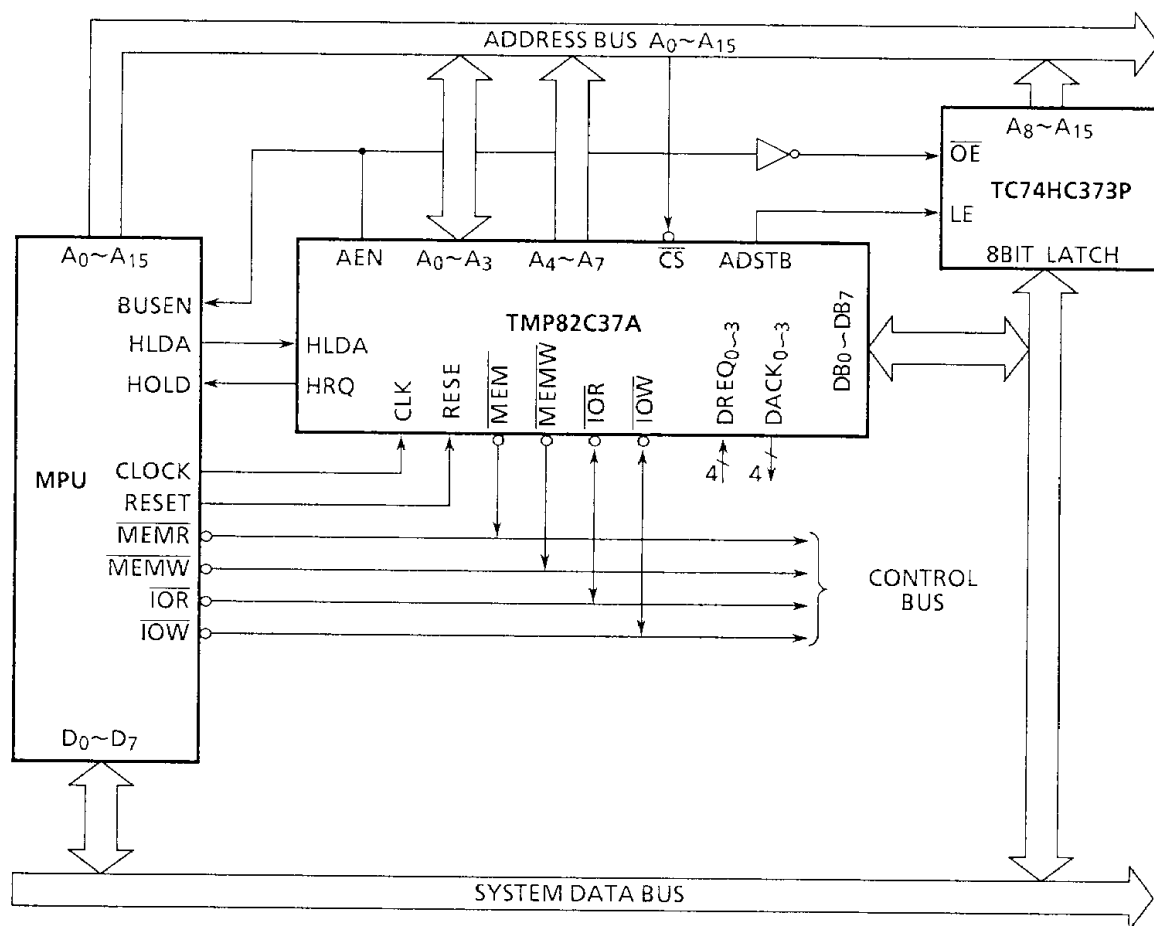 ADDRESS BUS A0~A15
A8~A15
OE
TC74HC373P
LE
8BIT LATCH
A0~A15
AEN
A0~A3
A4~A7
CS
ADSTB
BUSEN
TMP82C37A
HLDA
HLDA
HOLD
HRQ
CLK
RESE
MEM
MEMW
IOR
IOW
DREQ0~3
DACK0~3
DB0~DB7
4
4
MPU
CLOCK
RESET
MEMR
MEMW
IOR
IOW
CONTROL
BUS
D0~D7
SYSTEM DATA BUS